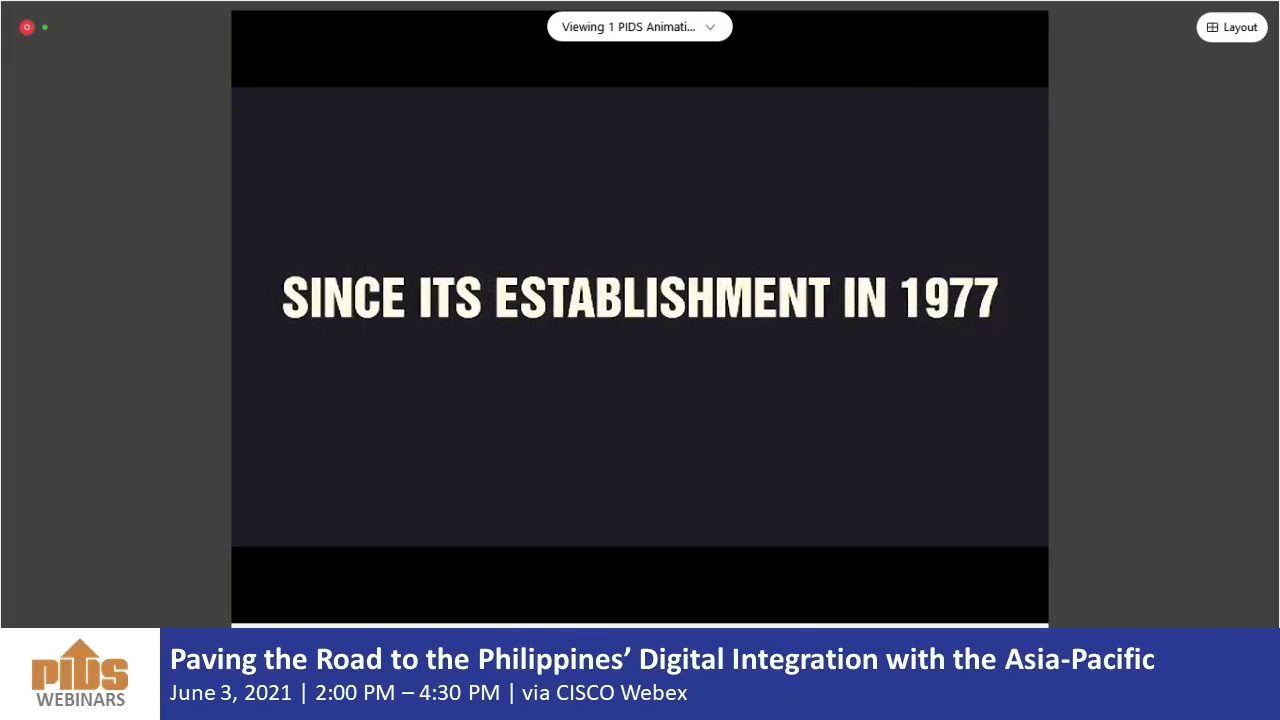 Viewing 1 PIDS Animati...
Layout
SINCE ITS ESTABLISHMENT IN 1977
PIDS
WEBINARS
Paving the Road to the Philippines’ Digital Integration with the Asia-Pacific
June 3, 2021 | 2:00 PM – 4:30 PM | via CISCO Webex